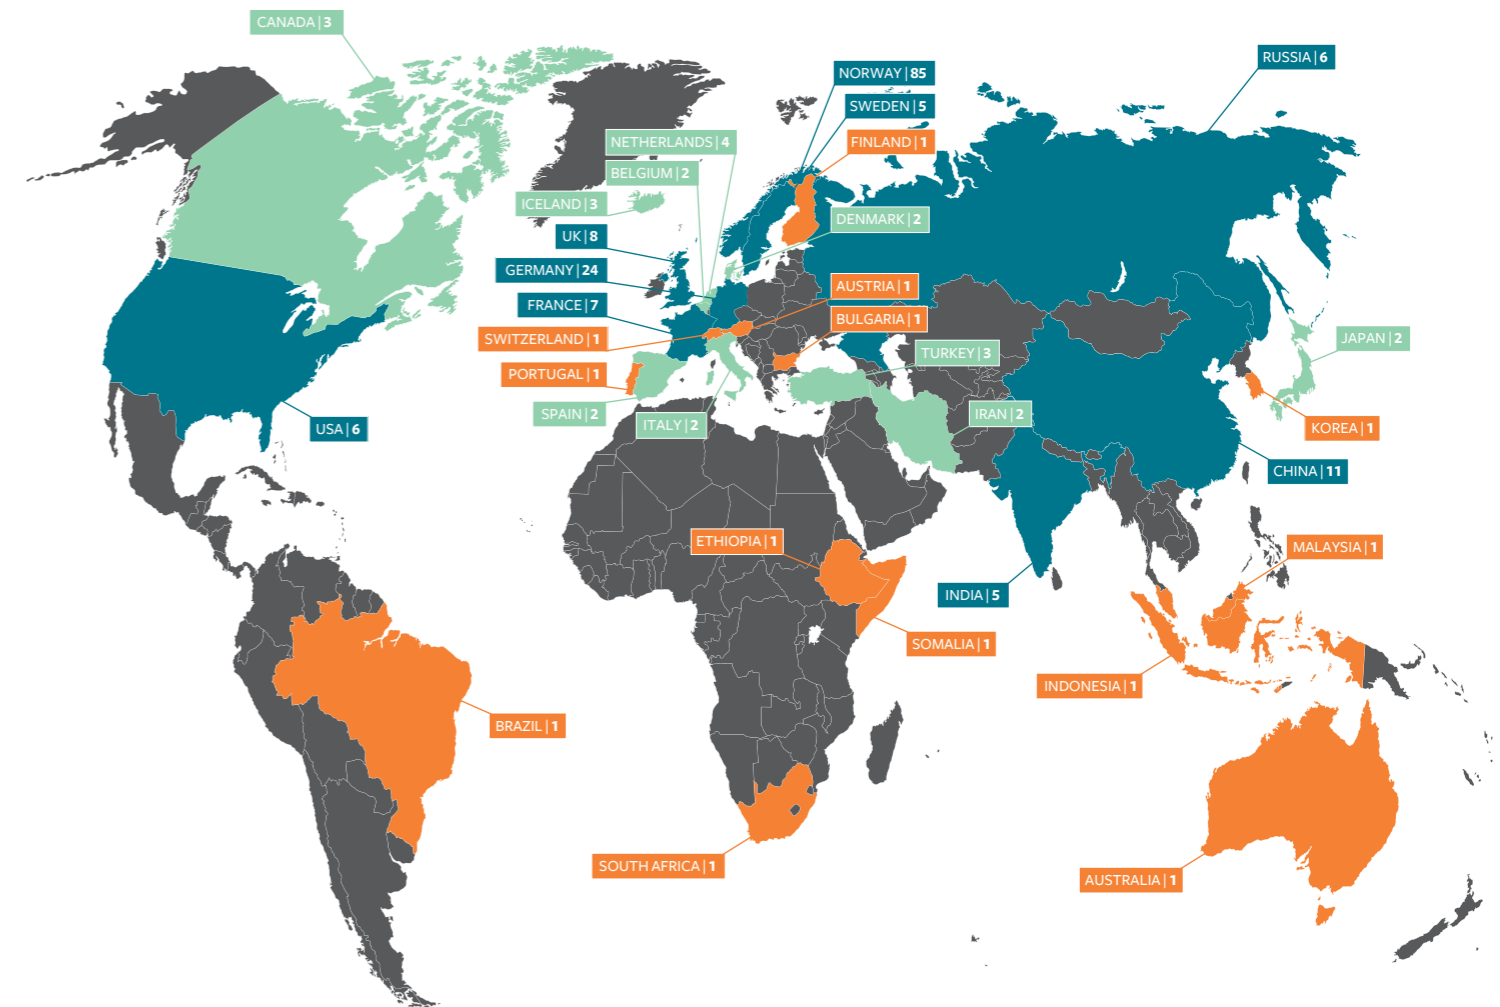 CANADA | 3
RUSSIA | 6
NORWAY | 85
SWEDEN | 5
FINLAND | 1
NETHERLANDS | 4
BELGIUM | 2
ICELAND | 3
DENMARK | 2
UK | 8
GERMANY | 24
AUSTRIA | 1
FRANCE | 7
BULGARIA | 1
SWITZERLAND | 1
JAPAN | 2
TURKEY | 3
PORTUGAL | 1
SPAIN | 2
IRAN | 2
ITALY | 2
USA | 6
KOREA | 1
CHINA | 11
ETHIOPIA | 1
MALAYSIA | 1
INDIA | 5
SOMALIA | 1
INDONESIA | 1
BRAZIL | 1
SOUTH AFRICA | 1
AUSTRALIA | 1